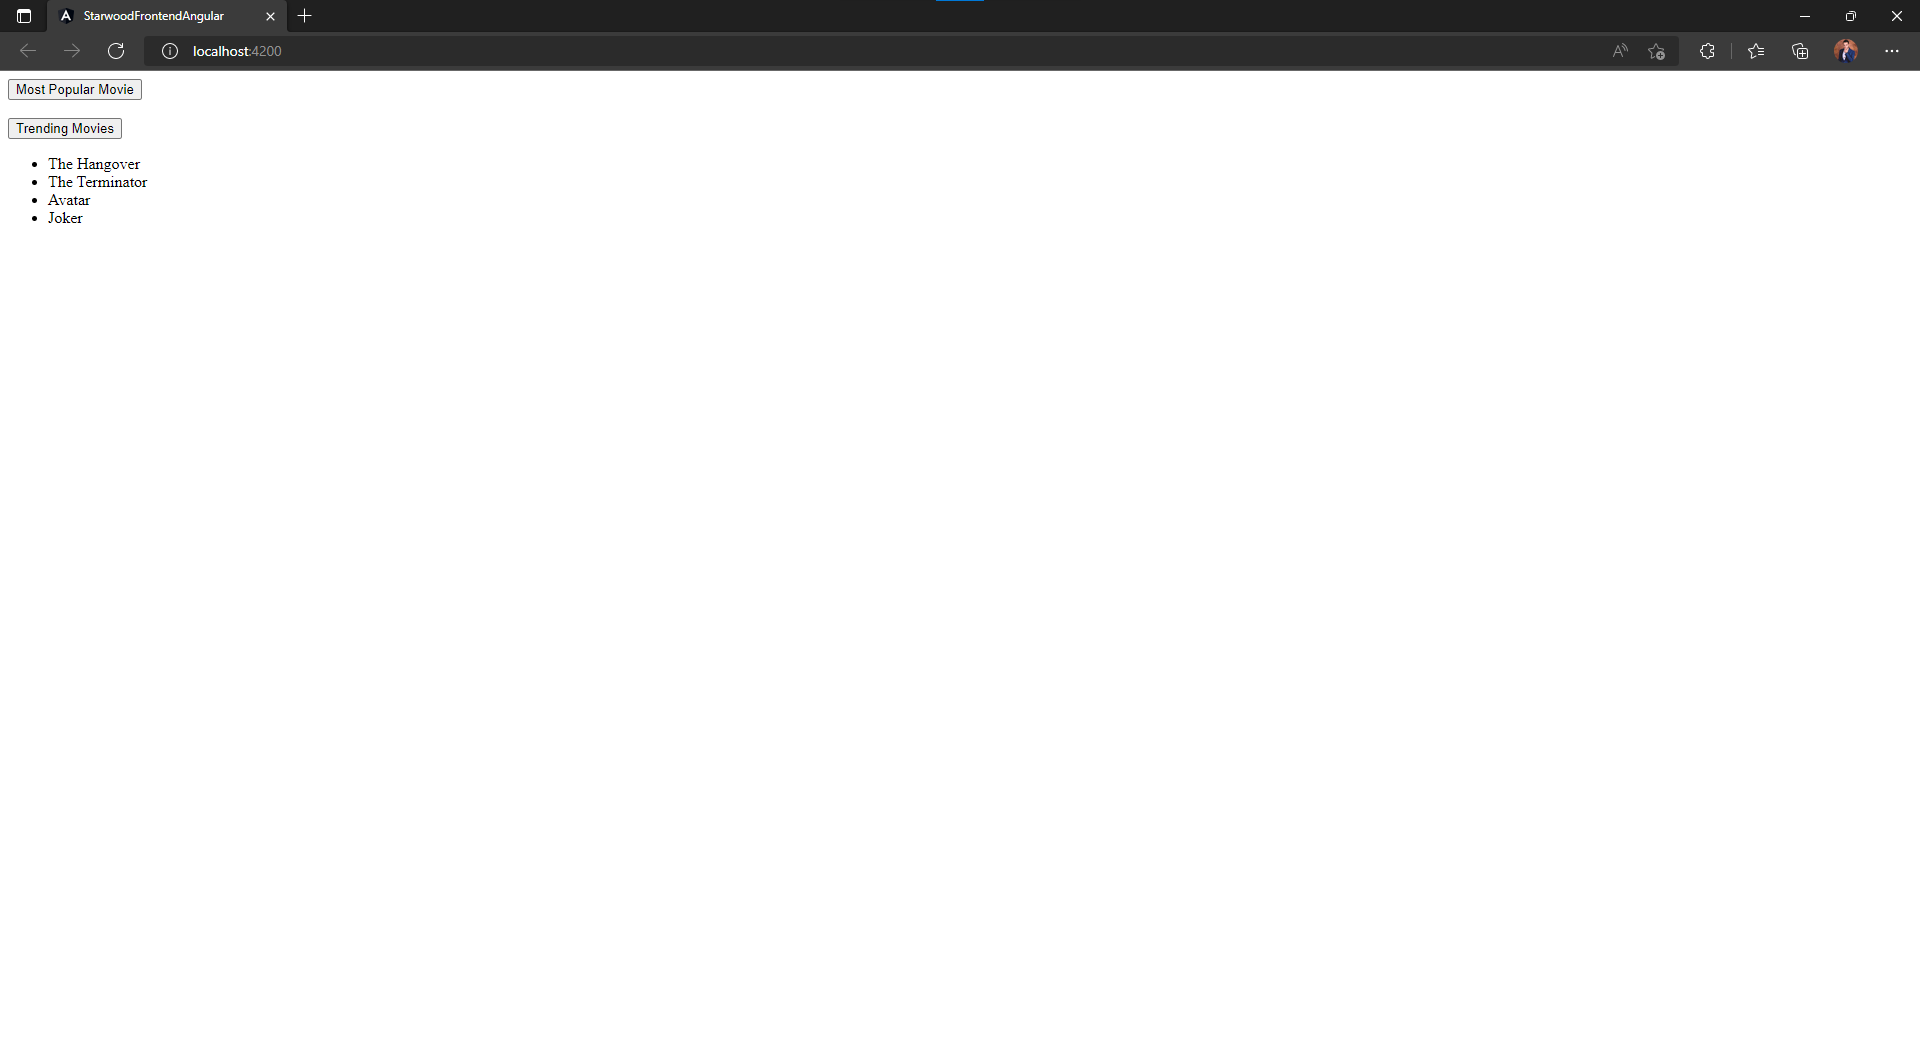 StarwoodFrontendAngular
localhost:4200
Most Popular Movie
Trending Movies
The Hangover
The Terminator
Avatar
Joker